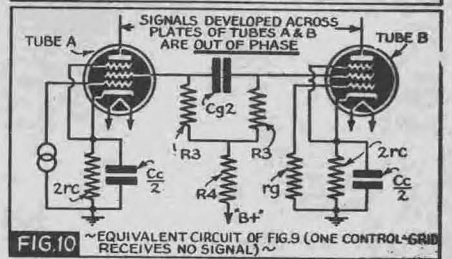 SIGNALS DEVELOPED ACROSS
PLATES OF TUBES A & B
ARE OUT OF PHASE
TUBE A
TUBE B
Cg2
R3
R3
2rc
Cc
2
R4
"B+"
rg
2rc
Cc
2
FIG.10
~EQUIVALENT CIRCUIT OF FIG.9 (ONE CONTROL-GRID
RECEIVES NO SIGNAL)~